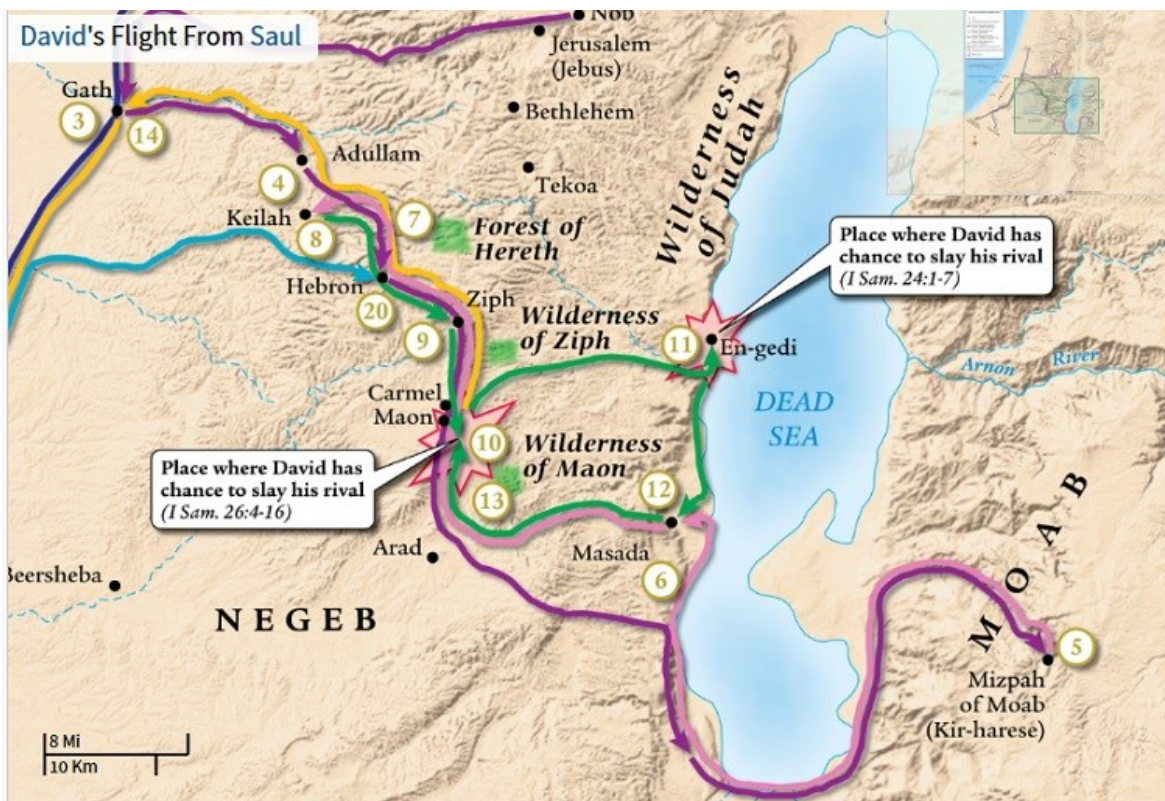 David's Flight From Saul
Nob
Jerusalem
(Jebus)
Gath
3
14
Bethlehem
Adullam
Tekoa
4
Keilah
8
7
Forest of
Hereth
Wilderness
of Judah
Place where David has
chance to slay his rival
(I Sam. 24:1-7)
Hebron
20
Ziph
9
Wilderness
of Ziph
11
En-gedi
Arnon River
Carmel
Maon
DEAD
SEA
10
Wilderness
of Maon
Place where David has
chance to slay his rival
(I Sam. 26:4-16)
13
12
Arad
Masada
6
Beersheba
NEGEB
MOAB
5
Mizpah
of Moab
(Kir-harese)
8 Mi
10 Km